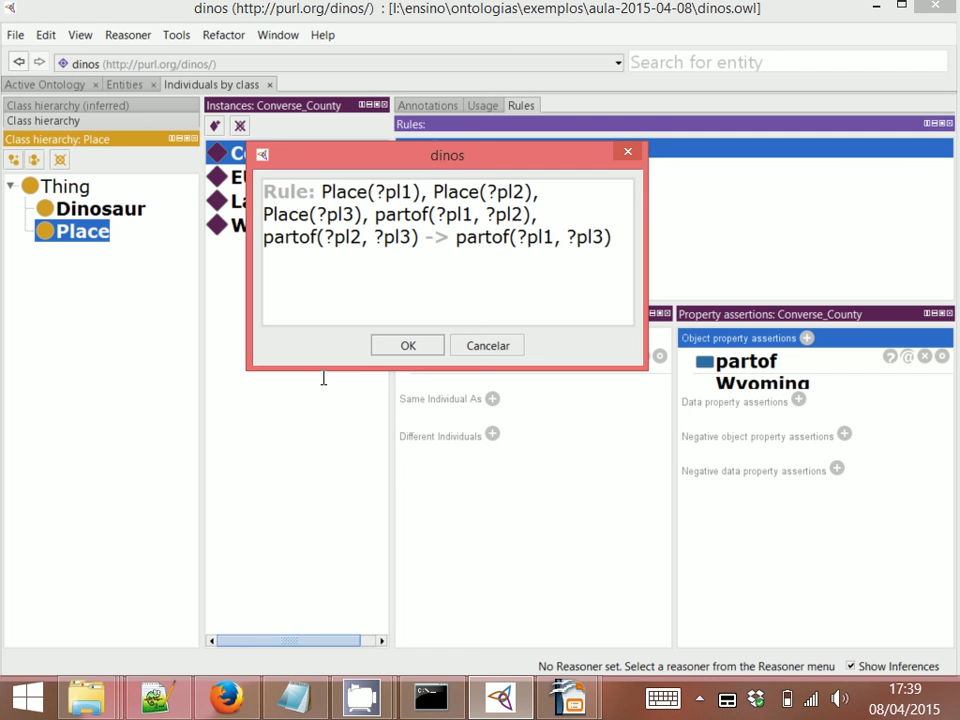 dinos (http://purl.org/dinos/) : [I:\ensino\ontologias\exemplos\aula-2015-04-08\dinos.owl]
File Edit View Reasoner Tools Refactor Window Help
dinos (http://purl.org/dinos/)
Search for entity
Active Ontology × Entities × Individuals by class ×
Class hierarchy (inferred)
Class hierarchy
Class hierarchy: Place
Thing
Dinosaur
Place
Instances: Converse_County
Annotations Usage Rules
Rules:
dinos
Rule: Place(?pl1), Place(?pl2),
Place(?pl3), partof(?pl1, ?pl2),
partof(?pl2, ?pl3) -> partof(?pl1, ?pl3)
OK Cancelar
Same Individual As
Different Individuals
Property assertions: Converse_County
Object property assertions
partof
Wyoming
Data property assertions
Negative object property assertions
Negative data property assertions
No Reasoner set. Select a reasoner from the Reasoner menu
Show Inferences
17:39
08/04/2015